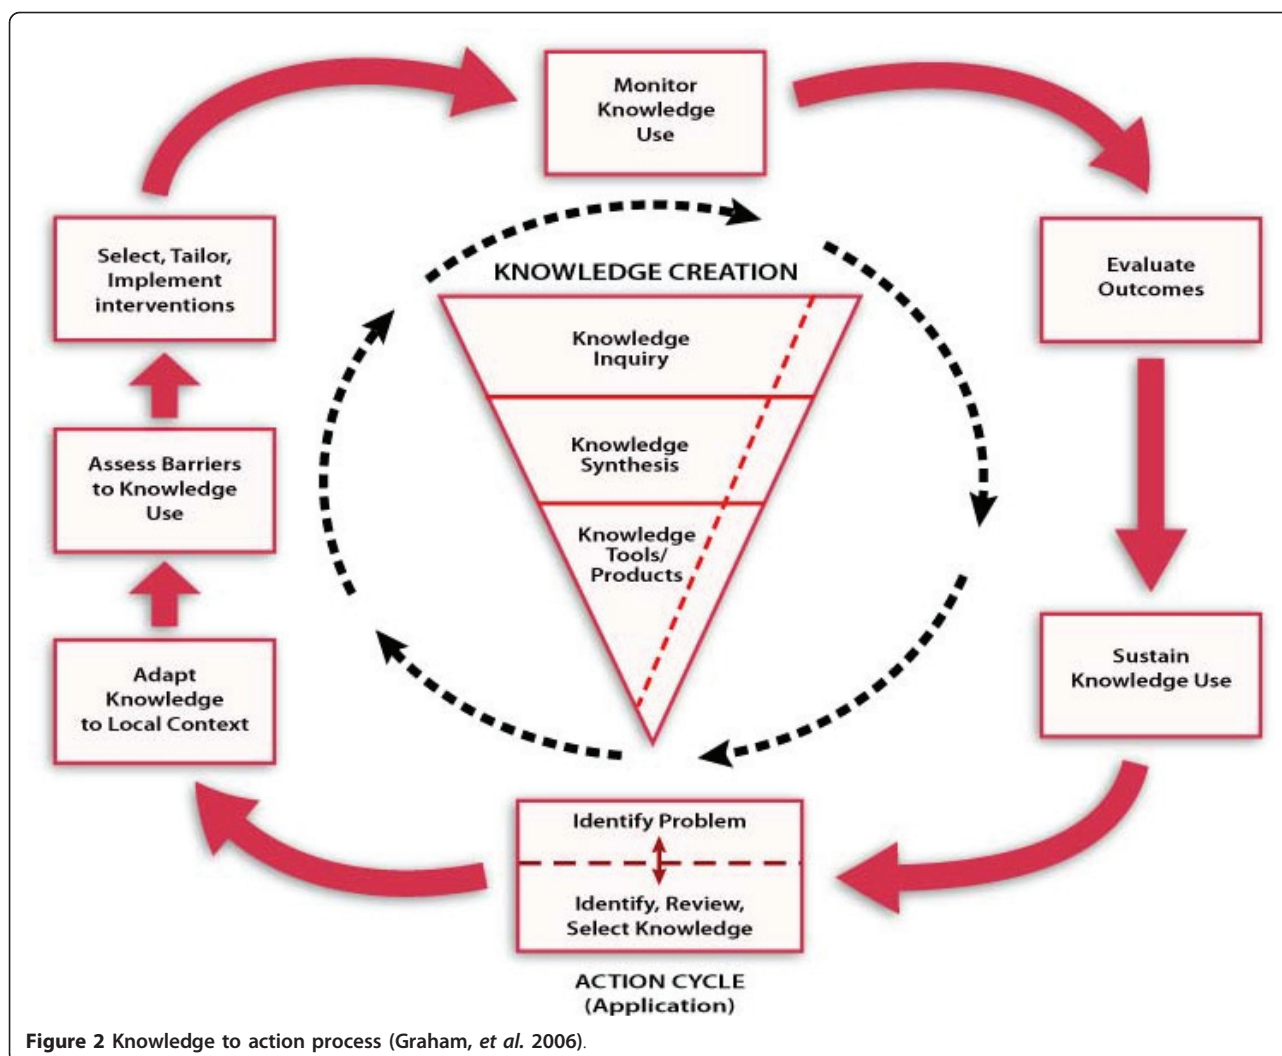 Monitor
Knowledge
Use
Select, Tailor,
Implement
interventions
Evaluate
Outcomes
KNOWLEDGE CREATION
Knowledge
Inquiry
Knowledge
Synthesis
Knowledge
Tools/
Products
Assess Barriers
to Knowledge
Use
Adapt
Knowledge
to Local Context
Sustain
Knowledge Use
Identify Problem
Identify, Review,
Select Knowledge
ACTION CYCLE
(Application)
Figure 2 Knowledge to action process (Graham, et al. 2006).